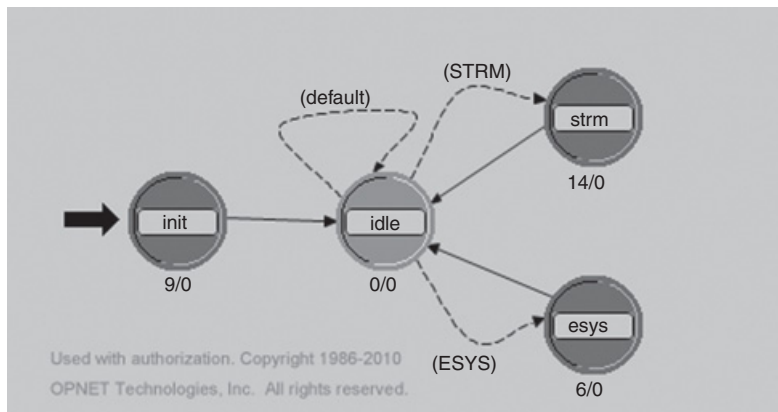 (STRM)
(default)
strm
14/0
init
idle
9/0
0/0
esys
(ESYS)
6/0
Used with authorization. Copyright 1986-2010
OPNET Technologies, Inc. All rights reserved.